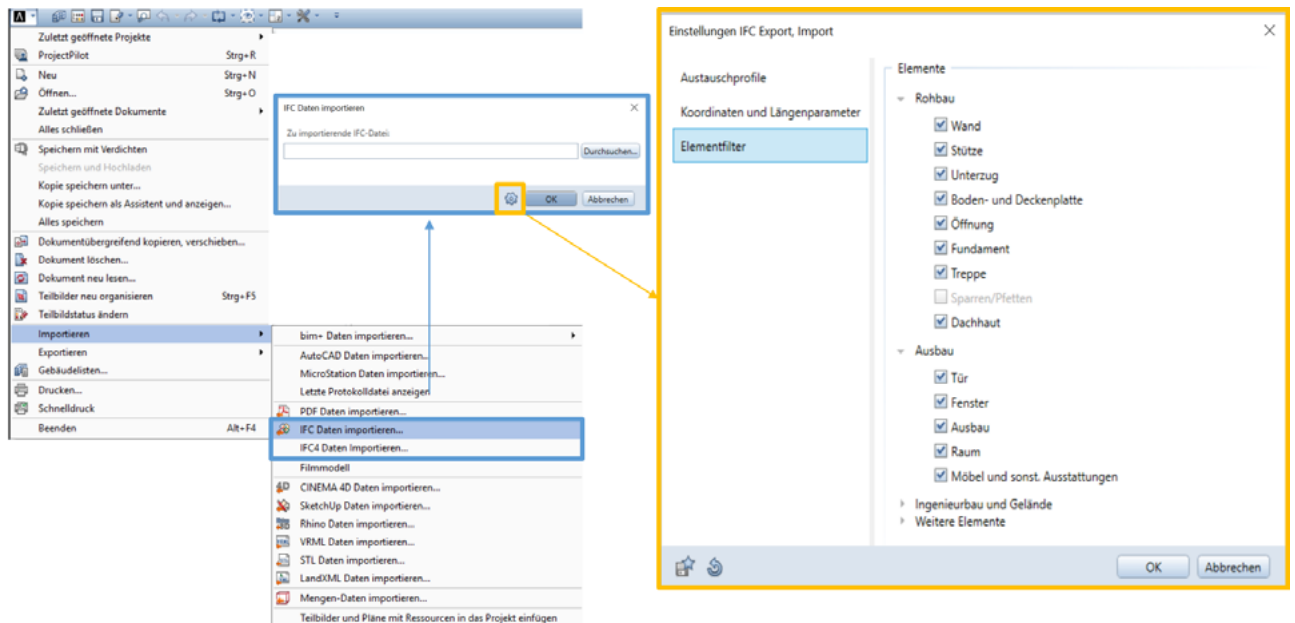 Zuletzt geöffnete Projekte
ProjectPilot Strg+R
Neu Strg+N
Öffnen... Strg+O
Zuletzt geöffnete Dokumente
Alles schließen
Speichern mit Verdichten
Speichern und Hochladen
Kopie speichern unter...
Kopie speichern als Assistent und anzeigen...
Alles speichern
Dokumentübergreifend kopieren, verschieben...
Dokument löschen...
Dokument neu lesen...
Teilbilder neu organisieren Strg+F5
Teilbildstatus ändern
Importieren
Exportieren
Gebäudelisten...
Drucken...
Schnelldruck
Beenden Alt+F4
bim+ Daten importieren...
AutoCAD Daten importieren...
MicroStation Daten importieren...
Letzte Protokolldatei anzeigen
PDF Daten importieren...
IFC Daten importieren...
IFC4 Daten Importieren...
Filmmodell
CINEMA 4D Daten importieren...
SketchUp Daten importieren...
Rhino Daten importieren...
VRML Daten importieren...
STL Daten importieren...
LandXML Daten importieren...
Mengen-Daten importieren...
Teilbilder und Pläne mit Ressourcen in das Projekt einfügen
IFC Daten importieren
Zu importierende IFC-Datei:
Durchsuchen...
OK Abbrechen
Einstellungen IFC Export, Import
Austauschprofile
Koordinaten und Längenparameter
Elementfilter
Elemente
Rohbau
Wand
Stütze
Unterzug
Boden- und Deckenplatte
Öffnung
Fundament
Treppe
Sparren/Pfetten
Dachhaut
Ausbau
Tür
Fenster
Ausbau
Raum
Möbel und sonst. Ausstattungen
Ingenieurbau und Gelände
Weitere Elemente
OK Abbrechen